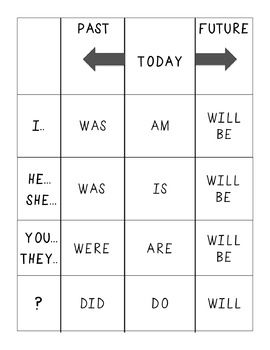 PAST
FUTURE
TODAY
I..
WAS
AM
WILL
BE
HE...
SHE...
WAS
IS
WILL
BE
YOU...
THEY..
WERE
ARE
WILL
BE
?
DID
DO
WILL